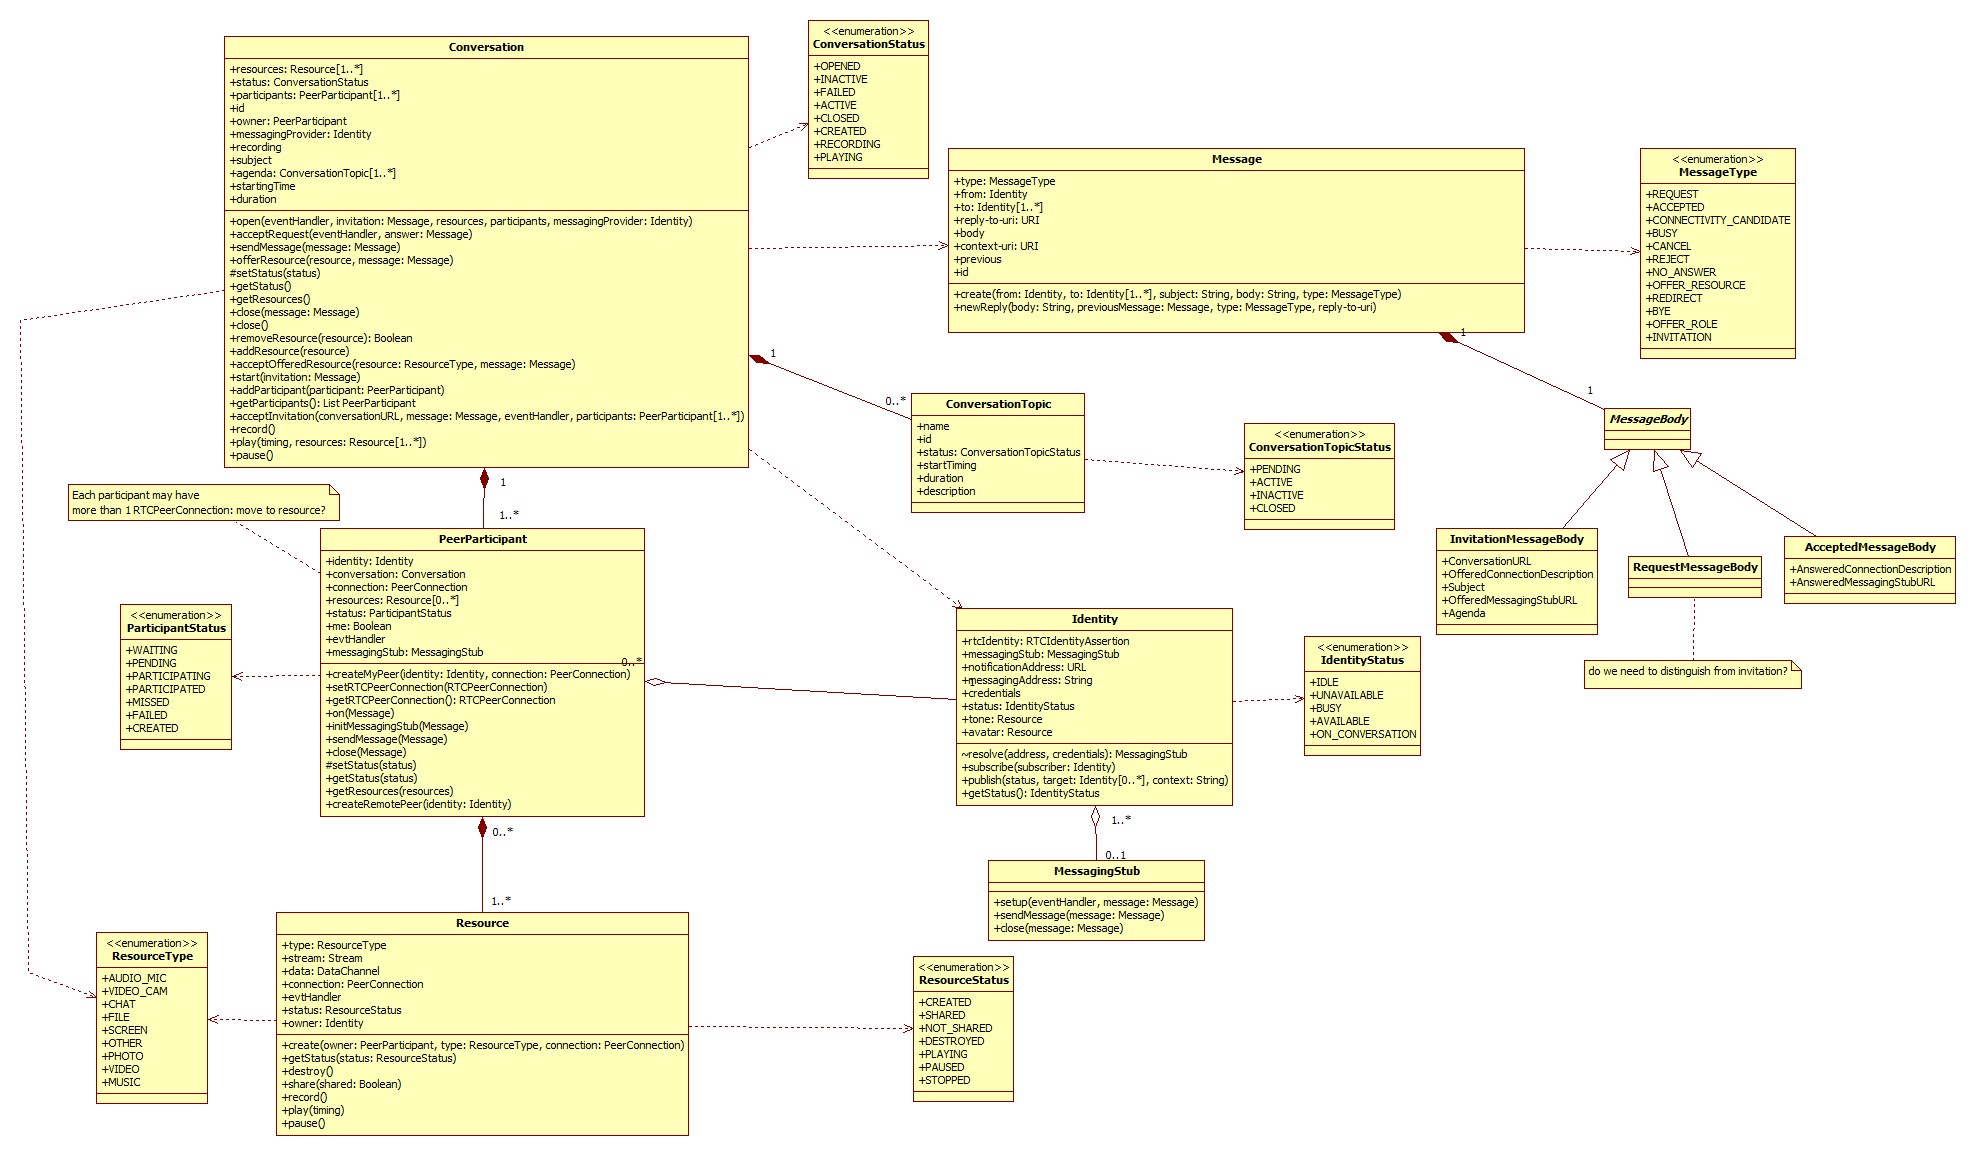 Conversation
+resources: Resource[1..*]
+status: ConversationStatus
+participants: PeerParticipant[1..*]
+id
+owner: PeerParticipant
+messagingProvider: Identity
+recording
+subject
+agenda: ConversationTopic[1..*]
+startingTime
+duration
+open(eventHandler, invitation: Message, resources, participants, messagingProvider: Identity)
+acceptRequest(eventHandler, answer: Message)
+sendMessage(message: Message)
+offerResource(resource, message: Message)
#setStatus(status)
+getStatus()
+getResources()
+close(message: Message)
+close()
+removeResource(resource): Boolean
+addResource(resource)
+acceptOfferedResource(resource: ResourceType, message: Message)
+start(invitation: Message)
+addParticipant(participant: PeerParticipant)
+getParticipants(): List PeerParticipant
+acceptInvitation(conversationURL, message: Message, eventHandler, participants: PeerParticipant[1..*])
+record()
+play(timing, resources: Resource[1..*])
+pause()
<<enumeration>>
ConversationStatus
+OPENED
+INACTIVE
+FAILED
+ACTIVE
+CLOSED
+CREATED
+RECORDING
+PLAYING
Message
+type: MessageType
+from: Identity
+to: Identity[1..*]
+reply-to-uri: URI
+body
+context-uri: URI
+previous
+id
+create(from: Identity, to: Identity[1..*], subject: String, body: String, type: MessageType)
+newReply(body: String, previousMessage: Message, type: MessageType, reply-to-uri)
<<enumeration>>
MessageType
+REQUEST
+ACCEPTED
+CONNECTIVITY_CANDIDATE
+BUSY
+CANCEL
+REJECT
+NO_ANSWER
+OFFER_RESOURCE
+REDIRECT
+BYE
+OFFER_ROLE
+INVITATION
1
1
1
0..*
ConversationTopic
+name
+id
+status: ConversationTopicStatus
+startTiming
+duration
+description
<<enumeration>>
ConversationTopicStatus
+PENDING
+ACTIVE
+INACTIVE
+CLOSED
MessageBody
InvitationMessageBody
+ConversationURL
+OfferedConnectionDescription
+Subject
+OfferedMessagingStubURL
+Agenda
RequestMessageBody
AcceptedMessageBody
+AnsweredConnectionDescription
+AnsweredMessagingStubURL
do we need to distinguish from invitation?
Each participant may have
more than 1 RTCPeerConnection: move to resource?
1
1..*
PeerParticipant
+identity: Identity
+conversation: Conversation
+connection: PeerConnection
+resources: Resource[0..*]
+status: ParticipantStatus
+me: Boolean
+evtHandler
+messagingStub: MessagingStub
0..*
+createMyPeer(identity: Identity, connection: PeerConnection)
+setRTCPeerConnection(RTCPeerConnection)
+getRTCPeerConnection(): RTCPeerConnection
+on(Message)
+initMessagingStub(Message)
+sendMessage(Message)
+close(Message)
#setStatus(status)
+getStatus(status)
+getResources(resources)
+createRemotePeer(identity: Identity)
<<enumeration>>
ParticipantStatus
+WAITING
+PENDING
+PARTICIPATING
+PARTICIPATED
+MISSED
+FAILED
+CREATED
Identity
+rtcIdentity: RTCIdentityAssertion
+messagingStub: MessagingStub
+notificationAddress: URL
+messagingAddress: String
+credentials
+status: IdentityStatus
+tone: Resource
+avatar: Resource
~resolve(address, credentials): MessagingStub
+subscribe(subscriber: Identity)
+publish(status, target: Identity[0..*], context: String)
+getStatus(): IdentityStatus
<<enumeration>>
IdentityStatus
+IDLE
+UNAVAILABLE
+BUSY
+AVAILABLE
+ON_CONVERSATION
1..*
0..1
MessagingStub
+setup(eventHandler, message: Message)
+sendMessage(message: Message)
+close(message: Message)
0..*
1..*
Resource
+type: ResourceType
+stream: Stream
+data: DataChannel
+connection: PeerConnection
+evtHandler
+status: ResourceStatus
+owner: Identity
+create(owner: PeerParticipant, type: ResourceType, connection: PeerConnection)
+getStatus(status: ResourceStatus)
+destroy()
+share(shared: Boolean)
+record()
+play(timing)
+pause()
<<enumeration>>
ResourceType
+AUDIO_MIC
+VIDEO_CAM
+CHAT
+FILE
+SCREEN
+OTHER
+PHOTO
+VIDEO
+MUSIC
<<enumeration>>
ResourceStatus
+CREATED
+SHARED
+NOT_SHARED
+DESTROYED
+PLAYING
+PAUSED
+STOPPED